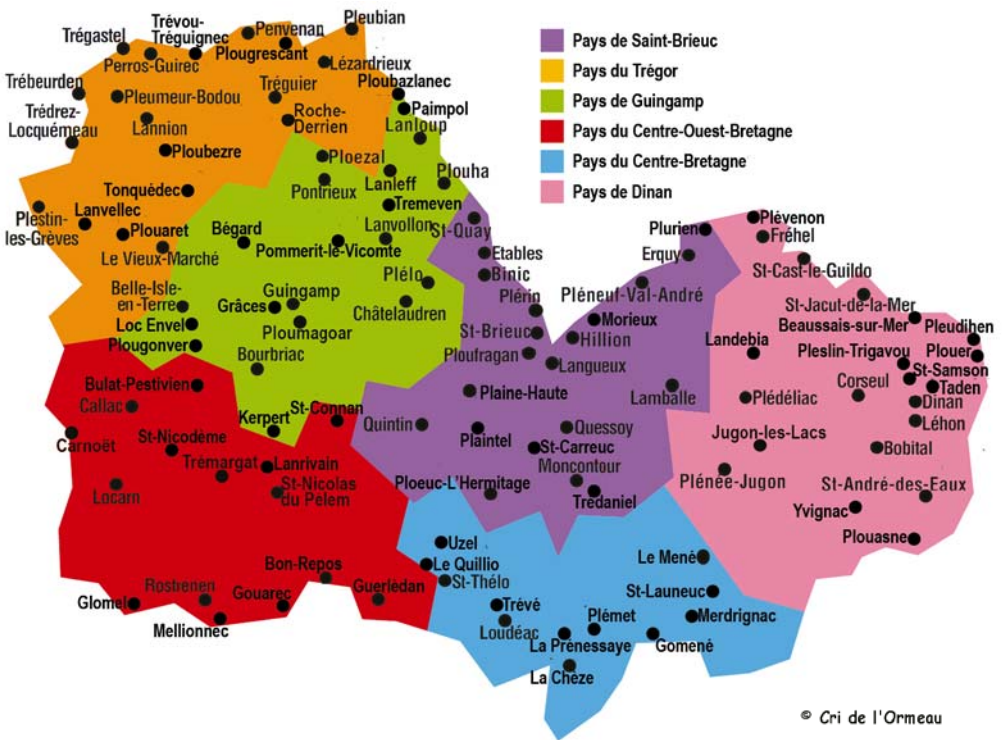 Pays de Saint-Brieuc
Pays du Trégor
Pays de Guingamp
Pays du Centre-Ouest-Bretagne
Pays du Centre-Bretagne
Pays de Dinan
Trégastel
Trévou-
Tréguignec
Penvenan
Pleubian
Perros-Guirec
Plougrescant
Lézardrieux
Trébeurden
Pleumeur-Bodou
Tréguier
Ploubazlanec
Paimpol
Trédrez-
Locquémeau
Lannion
Roche-
Derrien
Lanloup
Ploubezre
Ploezal
Pontrieux
Lanleff
Plouha
Tonquédec
Tremeven
Plestin-
les-Grèves
Lanvellec
Plouaret
Le Vieux-Marché
Bégard
Pommerit-le-Vicomte
Lanvollon
St-Quay
Etables
Binic
Plurien
Erquy
Plévenon
Fréhel
St-Cast-le-Guildo
Belle-Isle-
en-Terre
Guingamp
Grâces
Ploumagoar
Plélo
Châtelaudren
Plérin
Pléneuf-Val-André
St-Jacut-de-la-Mer
Beaussais-sur-Mer
Pleudihen
Loc Envel
Plougonver
Bourbriac
St-Brieuc
Morieux
Hillion
Ploufragan
Langueux
Landebia
Pleslin-Trigavou
Plouer
St-Samson
Taden
Bulat-Pestivien
Callac
Plaine-Haute
Lamballe
Plédéliac
Corseul
Dinan
Léhon
Carnoët
St-Nicodème
Kerpert
St-Connan
Quintin
Plaintel
Quessoy
St-Carreuc
Jugon-les-Lacs
Bobital
Locarn
Trémargat
Lanrivain
St-Nicolas
du Pelem
Ploeuc-L'Hermitage
Moncontour
Trédaniel
Plénée-Jugon
St-André-des-Eaux
Yvignac
Plouasne
Uzel
Le Quillio
St-Thélo
Le Mené
St-Launeuc
Merdrignac
Glomel
Rostrenen
Mellionnec
Gouarec
Bon-Repos
Guerlédan
Trévé
Loudéac
Plémet
La Prénessaye
Gomené
La Chèze
© Cri de l'Ormeau